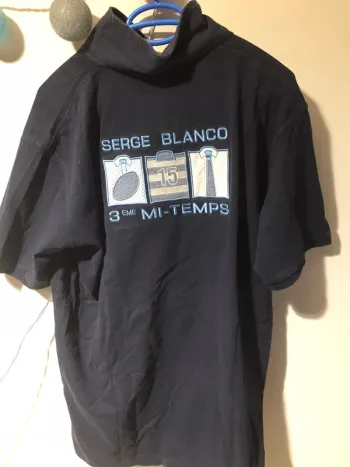 SERGE BLANCO
15
3 EME MI-TEMPS